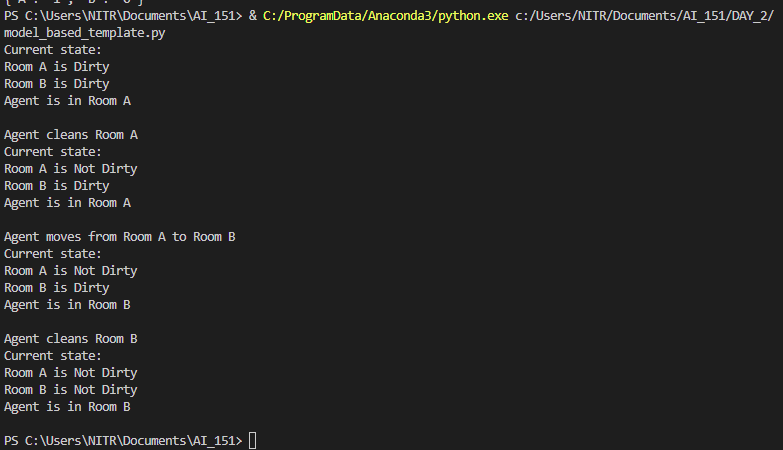 PS C:\Users\NITR\Documents\AI_151> & C:/ProgramData/Anaconda3/python.exe c:/Users/NITR/Documents/AI_151/DAY_2/
model_based_template.py
Current state:
Room A is Dirty
Room B is Dirty
Agent is in Room A
Agent cleans Room A
Current state:
Room A is Not Dirty
Room B is Dirty
Agent is in Room A
Agent moves from Room A to Room B
Current state:
Room A is Not Dirty
Room B is Dirty
Agent is in Room B
Agent cleans Room B
Current state:
Room A is Not Dirty
Room B is Not Dirty
Agent is in Room B
PS C:\Users\NITR\Documents\AI_151>